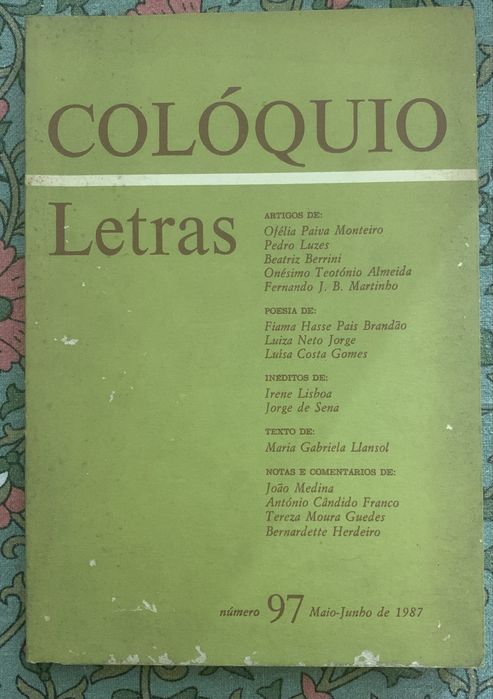 COLÓQUIO
Letras
ARTIGOS DE:
Ofélia Paiva Monteiro
Pedro Luzes
Beatriz Berrini
Onésimo Teotónio Almeida
Fernando J. B. Martinho
POESIA DE:
Fiama Hasse Pais Brandão
Luiza Neto Jorge
Luísa Costa Gomes
INÉDITOS DE:
Irene Lisboa
Jorge de Sena
TEXTO DE:
Maria Gabriela Llansol
NOTAS E COMENTÁRIOS DE:
João Medina
António Cândido Franco
Tereza Moura Guedes
Bernardette Herdeiro
número 97 Maio-Junho de 1987